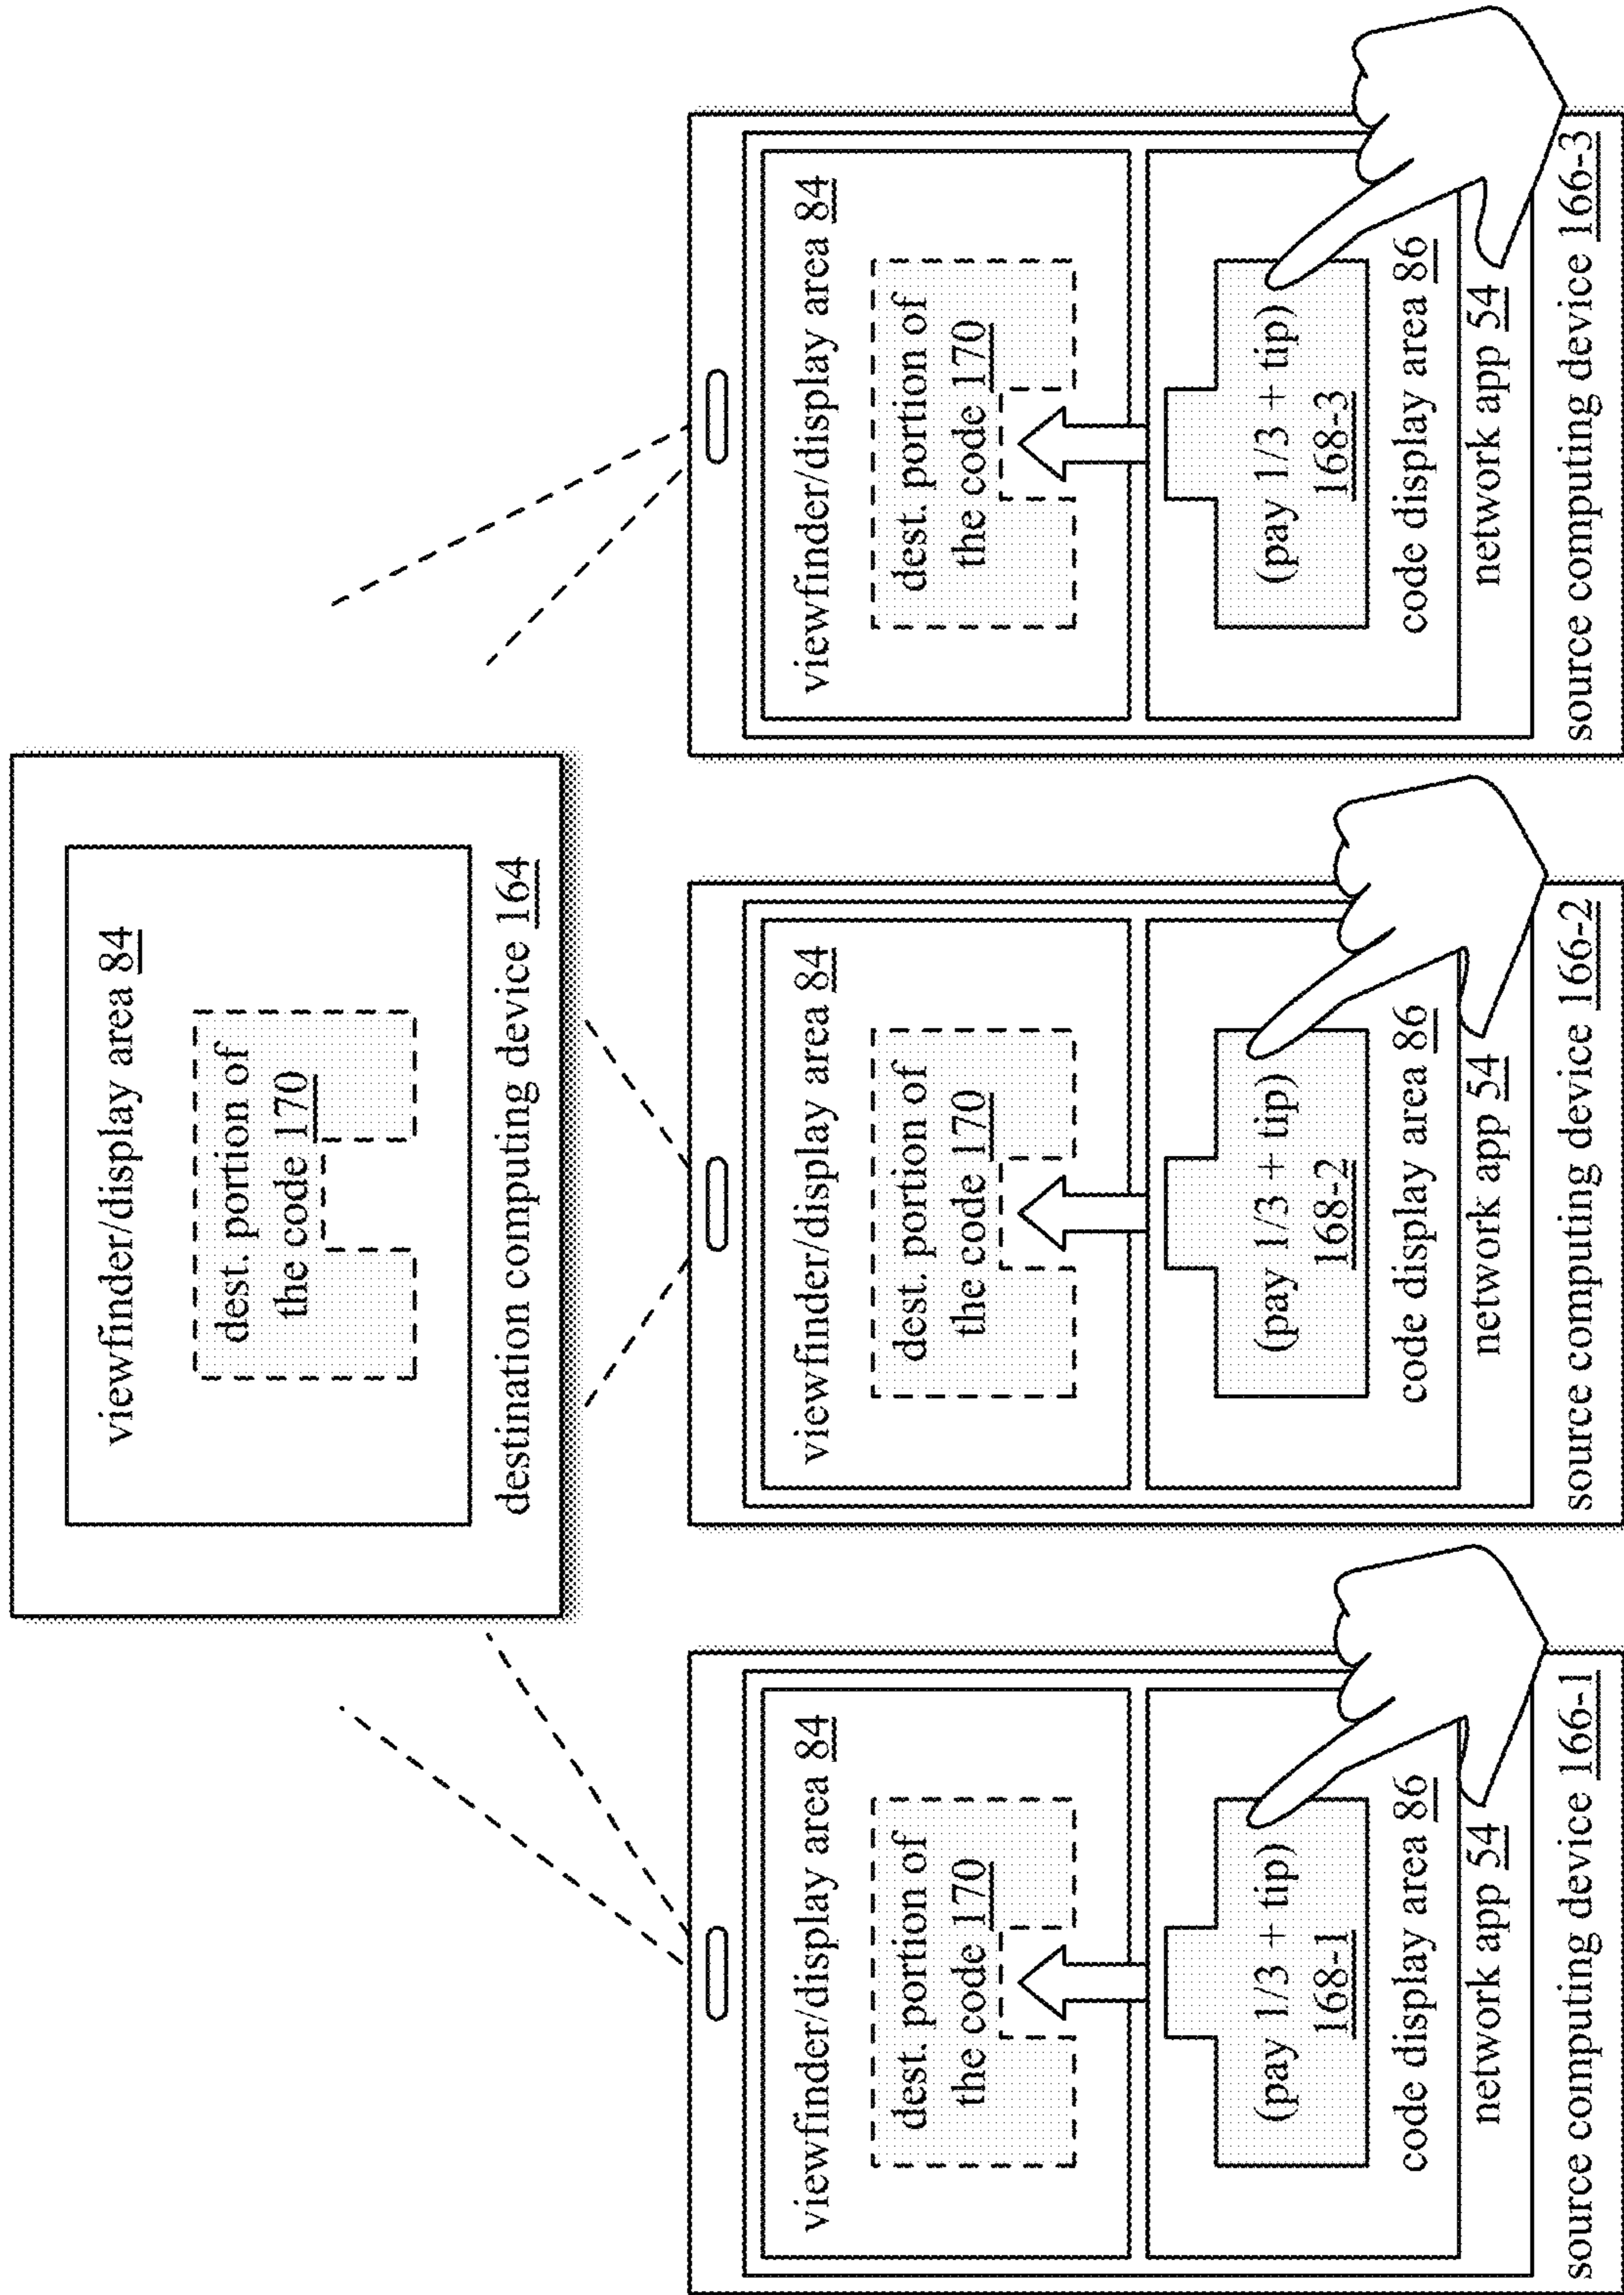 viewfinder/display area 84
dest. portion of
the code 170
destination computing device 164
viewfinder/display area 84
dest. portion of
the code 170
(pay 1/3 + tip)
168-1
code display area 86
network app 54
source computing device 166-1
viewfinder/display area 84
dest. portion of
the code 170
(pay 1/3 + tip)
168-2
code display area 86
network app 54
source computing device 166-2
viewfinder/display area 84
dest. portion of
the code 170
(pay 1/3 + tip)
168-3
code display area 86
network app 54
source computing device 166-3